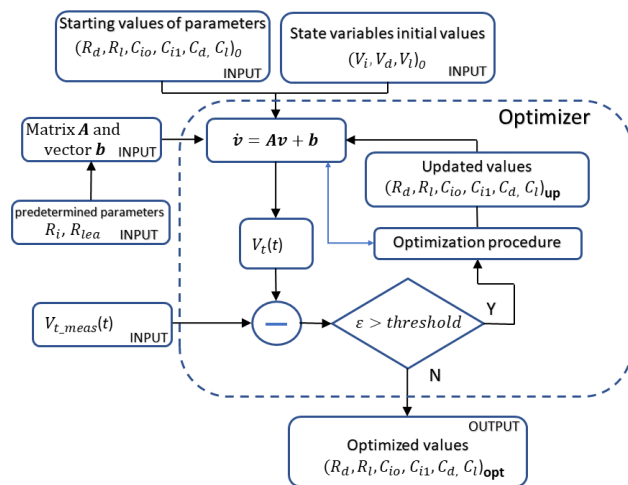 Starting values of parameters
(R_d, R_l, C_io, C_i1, C_d, C_l)_0
INPUT
State variables initial values
(V_i, V_d, V_l)_0
INPUT
Optimizer
Matrix A and
vector b
INPUT
v̇ = Av + b
Updated values
(R_d, R_l, C_io, C_i1, C_d, C_l)_up
predetermined parameters
R_i, R_lea
INPUT
V_t(t)
Optimization procedure
V_t_meas(t)
INPUT
−
ε > threshold
Y
N
OUTPUT
Optimized values
(R_d, R_l, C_io, C_i1, C_d, C_l)_opt